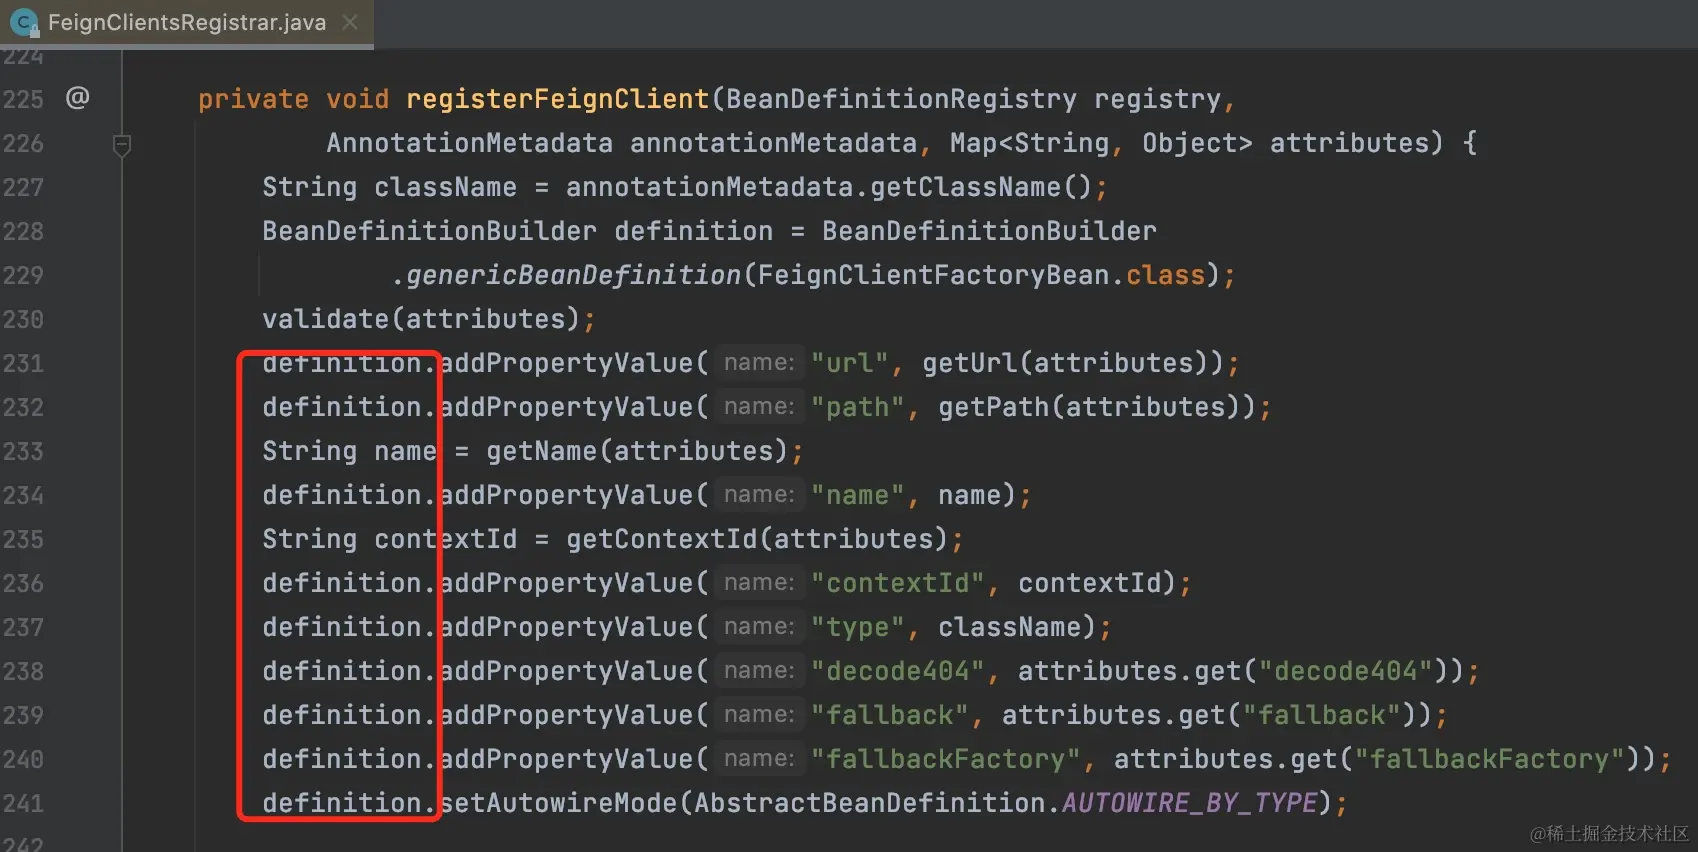 FeignClientsRegistrar.java
224
225 @ private void registerFeignClient(BeanDefinitionRegistry registry,
226 AnnotationMetadata annotationMetadata, Map<String, Object> attributes) {
227 String className = annotationMetadata.getClassName();
228 BeanDefinitionBuilder definition = BeanDefinitionBuilder
229 .genericBeanDefinition(FeignClientFactoryBean.class);
230 validate(attributes);
231 definition.addPropertyValue( name: "url", getUrl(attributes));
232 definition.addPropertyValue( name: "path", getPath(attributes));
233 String name = getName(attributes);
234 definition.addPropertyValue( name: "name", name);
235 String contextId = getContextId(attributes);
236 definition.addPropertyValue( name: "contextId", contextId);
237 definition.addPropertyValue( name: "type", className);
238 definition.addPropertyValue( name: "decode404", attributes.get("decode404"));
239 definition.addPropertyValue( name: "fallback", attributes.get("fallback"));
240 definition.addPropertyValue( name: "fallbackFactory", attributes.get("fallbackFactory"));
241 definition.setAutowireMode(AbstractBeanDefinition.AUTOWIRE_BY_TYPE);
242
@稀土掘金技术社区